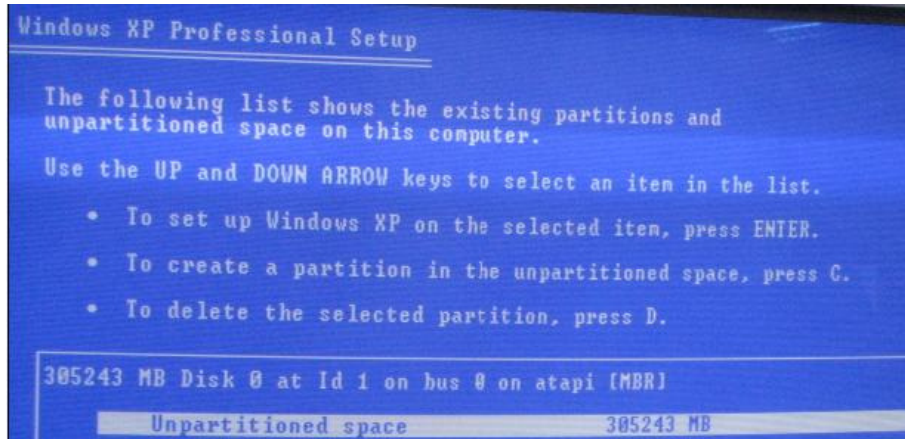 Windows XP Professional Setup
The following list shows the existing partitions and
unpartitioned space on this computer.
Use the UP and DOWN ARROW keys to select an item in the list.
• To set up Windows XP on the selected item, press ENTER.
• To create a partition in the unpartitioned space, press C.
• To delete the selected partition, press D.
305243 MB Disk 0 at Id 1 on bus 0 on atapi [MBR]
Unpartitioned space 305243 MB